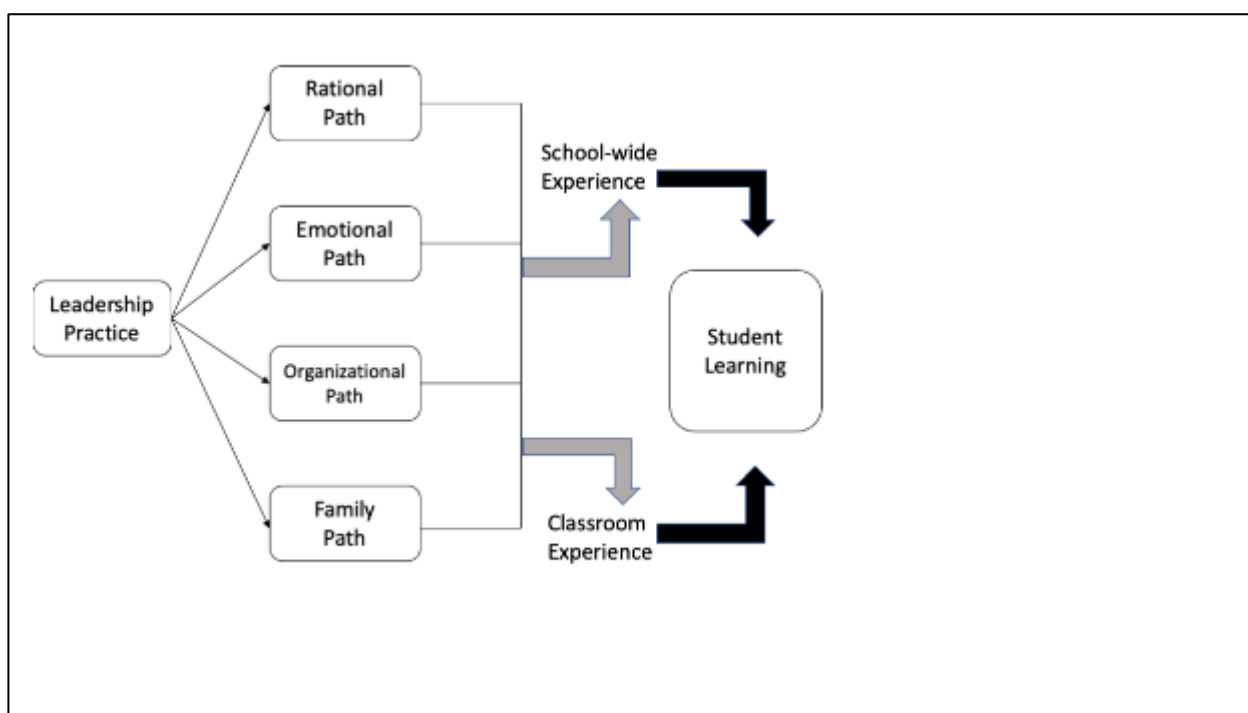 Rational
Path
School-wide
Experience
Emotional
Path
Leadership
Practice
Student
Learning
Organizational
Path
Family
Path
Classroom
Experience